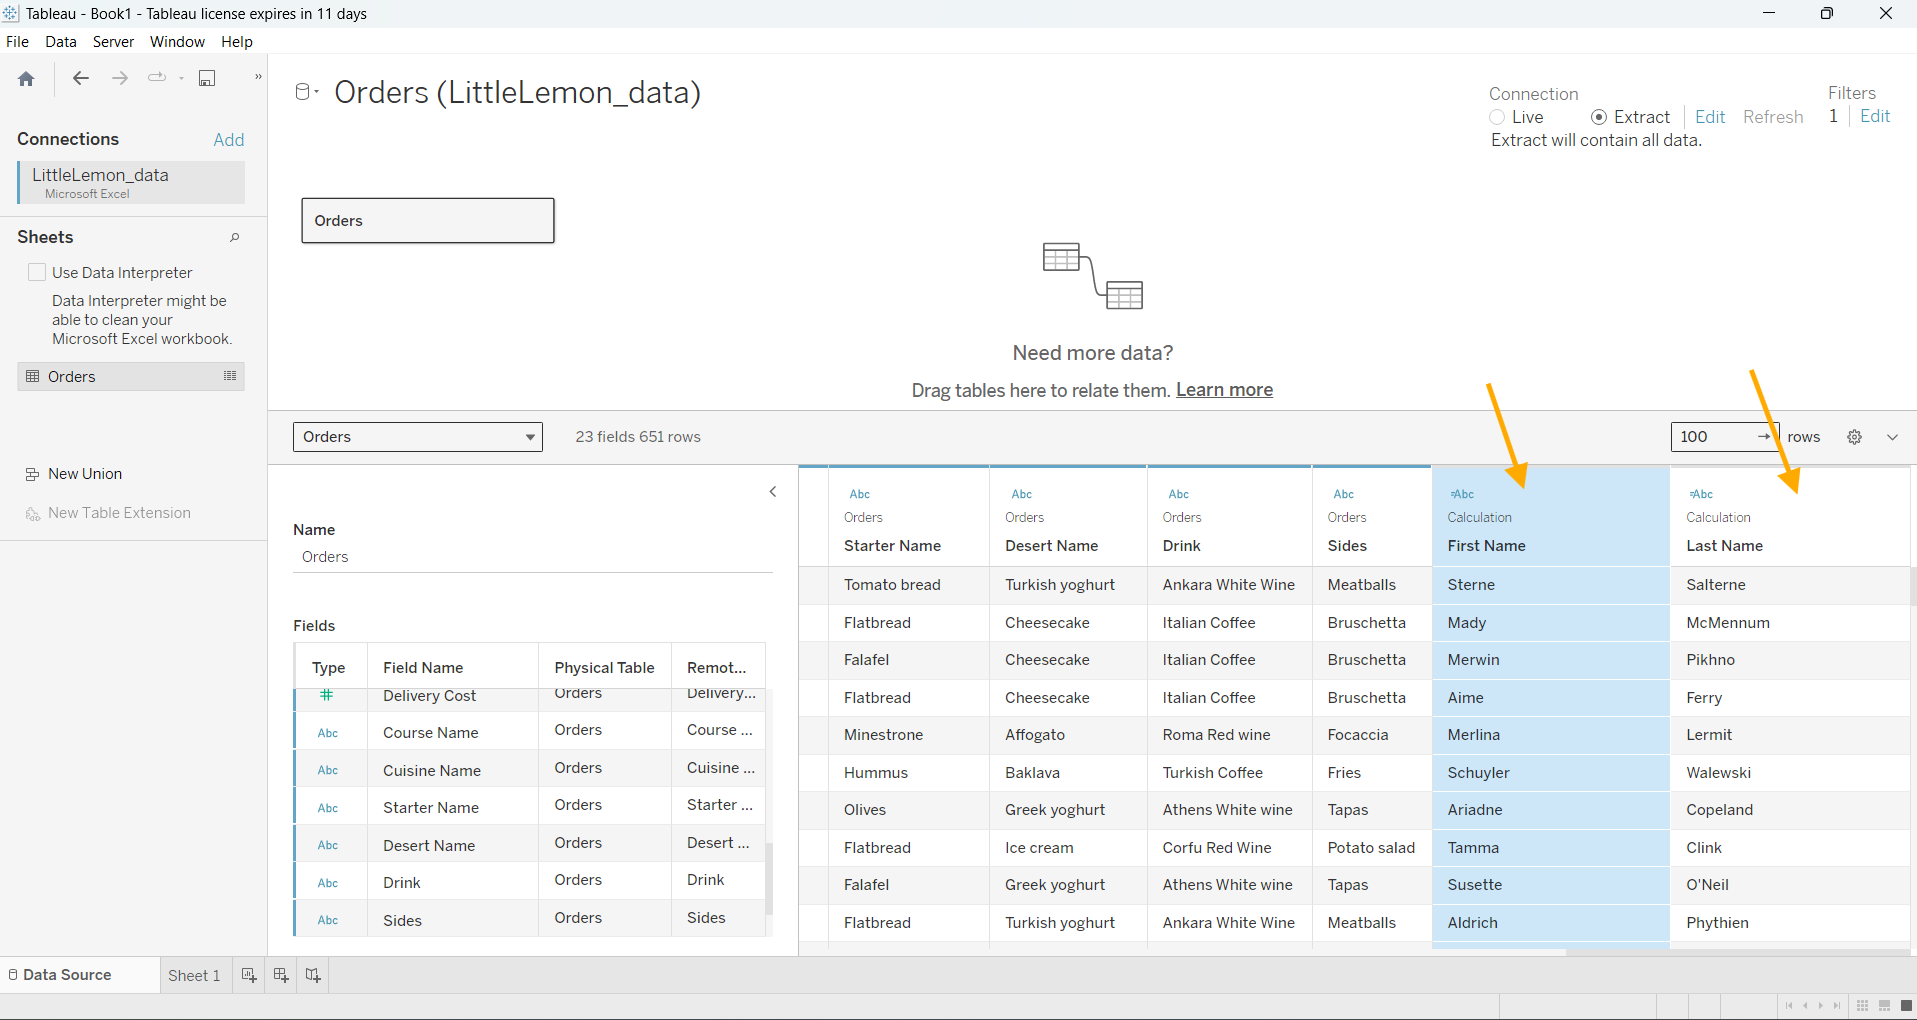 Tableau - Book1 - Tableau license expires in 11 days
File Data Server Window Help
Connections Add
LittleLemon_data
Microsoft Excel
Sheets
Use Data Interpreter
Data Interpreter might be
able to clean your
Microsoft Excel workbook.
Orders
New Union
New Table Extension
Orders (LittleLemon_data)
Connection
Live Extract Edit Refresh
Extract will contain all data.
Filters
1 Edit
Orders
Need more data?
Drag tables here to relate them. Learn more
Orders 23 fields 651 rows 100 → rows
Name
Orders
Fields
Type Field Name Physical Table Remot...
# Delivery Cost Orders Delivery...
Abc Course Name Orders Course ...
Abc Cuisine Name Orders Cuisine ...
Abc Starter Name Orders Starter ...
Abc Desert Name Orders Desert ...
Abc Drink Orders Drink
Abc Sides Orders Sides
Abc Abc Abc Abc =Abc =Abc
Orders Orders Orders Orders Calculation Calculation
Starter Name Desert Name Drink Sides First Name Last Name
Tomato bread Turkish yoghurt Ankara White Wine Meatballs Sterne Salterne
Flatbread Cheesecake Italian Coffee Bruschetta Mady McMennum
Falafel Cheesecake Italian Coffee Bruschetta Merwin Pikhno
Flatbread Cheesecake Italian Coffee Bruschetta Aime Ferry
Minestrone Affogato Roma Red wine Focaccia Merlina Lermit
Hummus Baklava Turkish Coffee Fries Schuyler Walewski
Olives Greek yoghurt Athens White wine Tapas Ariadne Copeland
Flatbread Ice cream Corfu Red Wine Potato salad Tamma Clink
Falafel Greek yoghurt Athens White wine Tapas Susette O'Neil
Flatbread Turkish yoghurt Ankara White Wine Meatballs Aldrich Phythien
Data Source Sheet 1